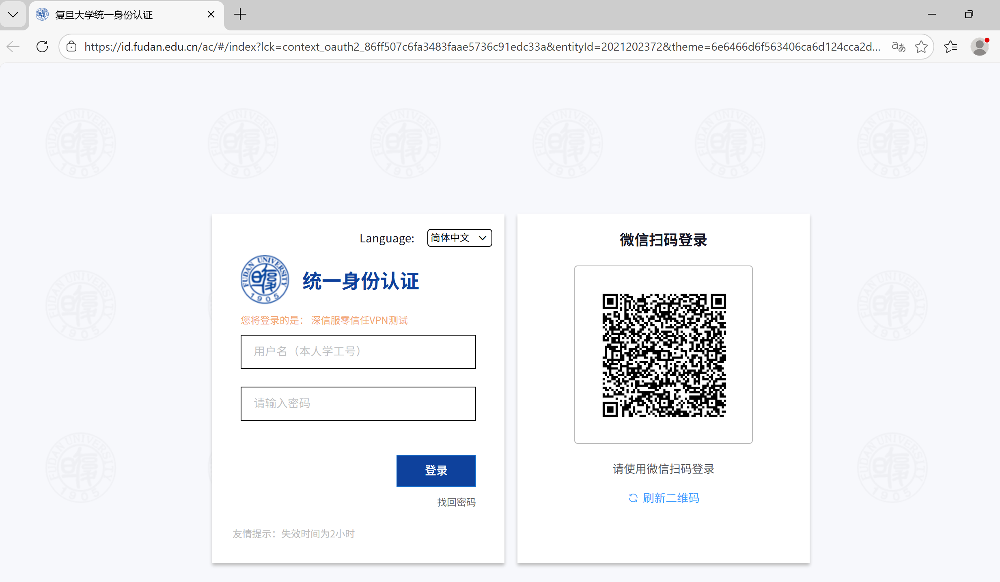 复旦大学统一身份认证
https://id.fudan.edu.cn/ac/#/index?lck=context_oauth2_86ff507c6fa3483faae5736c91edc33a&entityId=2021202372&theme=6e6466d6f563406ca6d124cca2d...
Language: 简体中文
FUDAN UNIVERSITY
1905
统一身份认证
您将登录的是： 深信服零信任VPN测试
用户名（本人学工号）
请输入密码
登录
找回密码
友情提示：失效时间为2小时
微信扫码登录
请使用微信扫码登录
刷新二维码